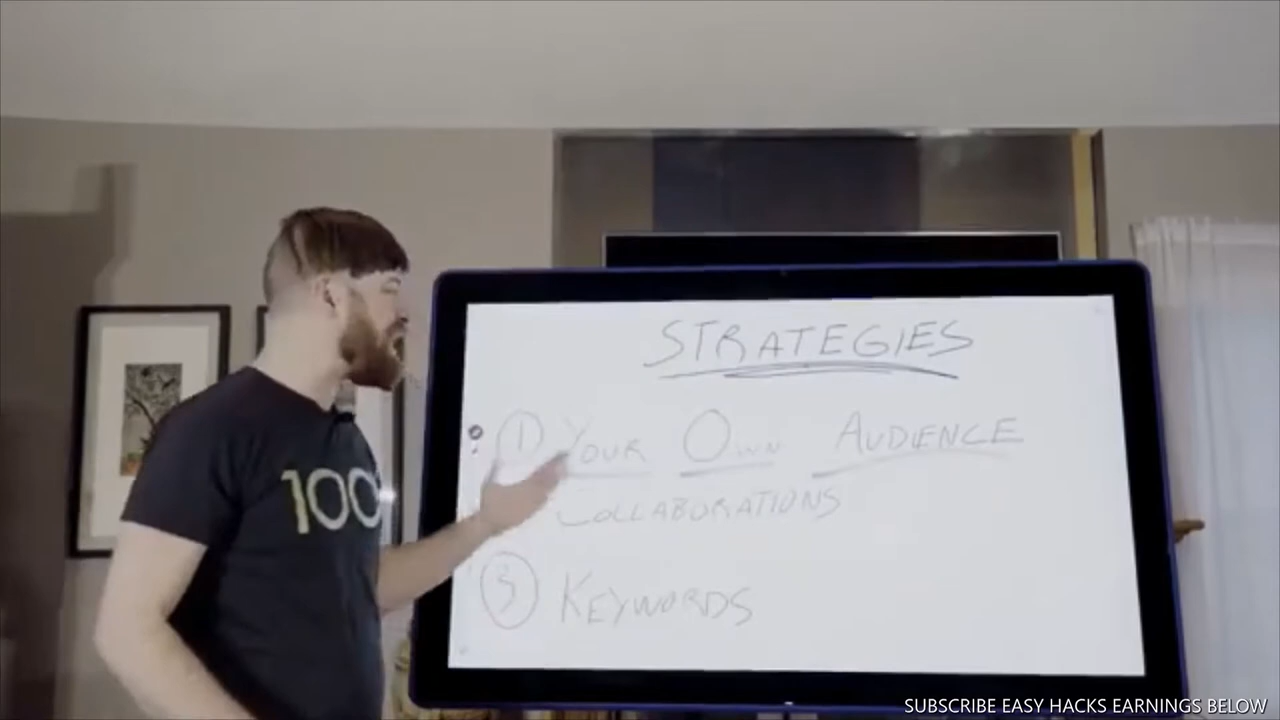 STRATEGIES
1 YOUR OWN AUDIENCE
COLLABORATIONS
3 KEYWORDS
100
SUBSCRIBE EASY HACKS EARNINGS BELOW